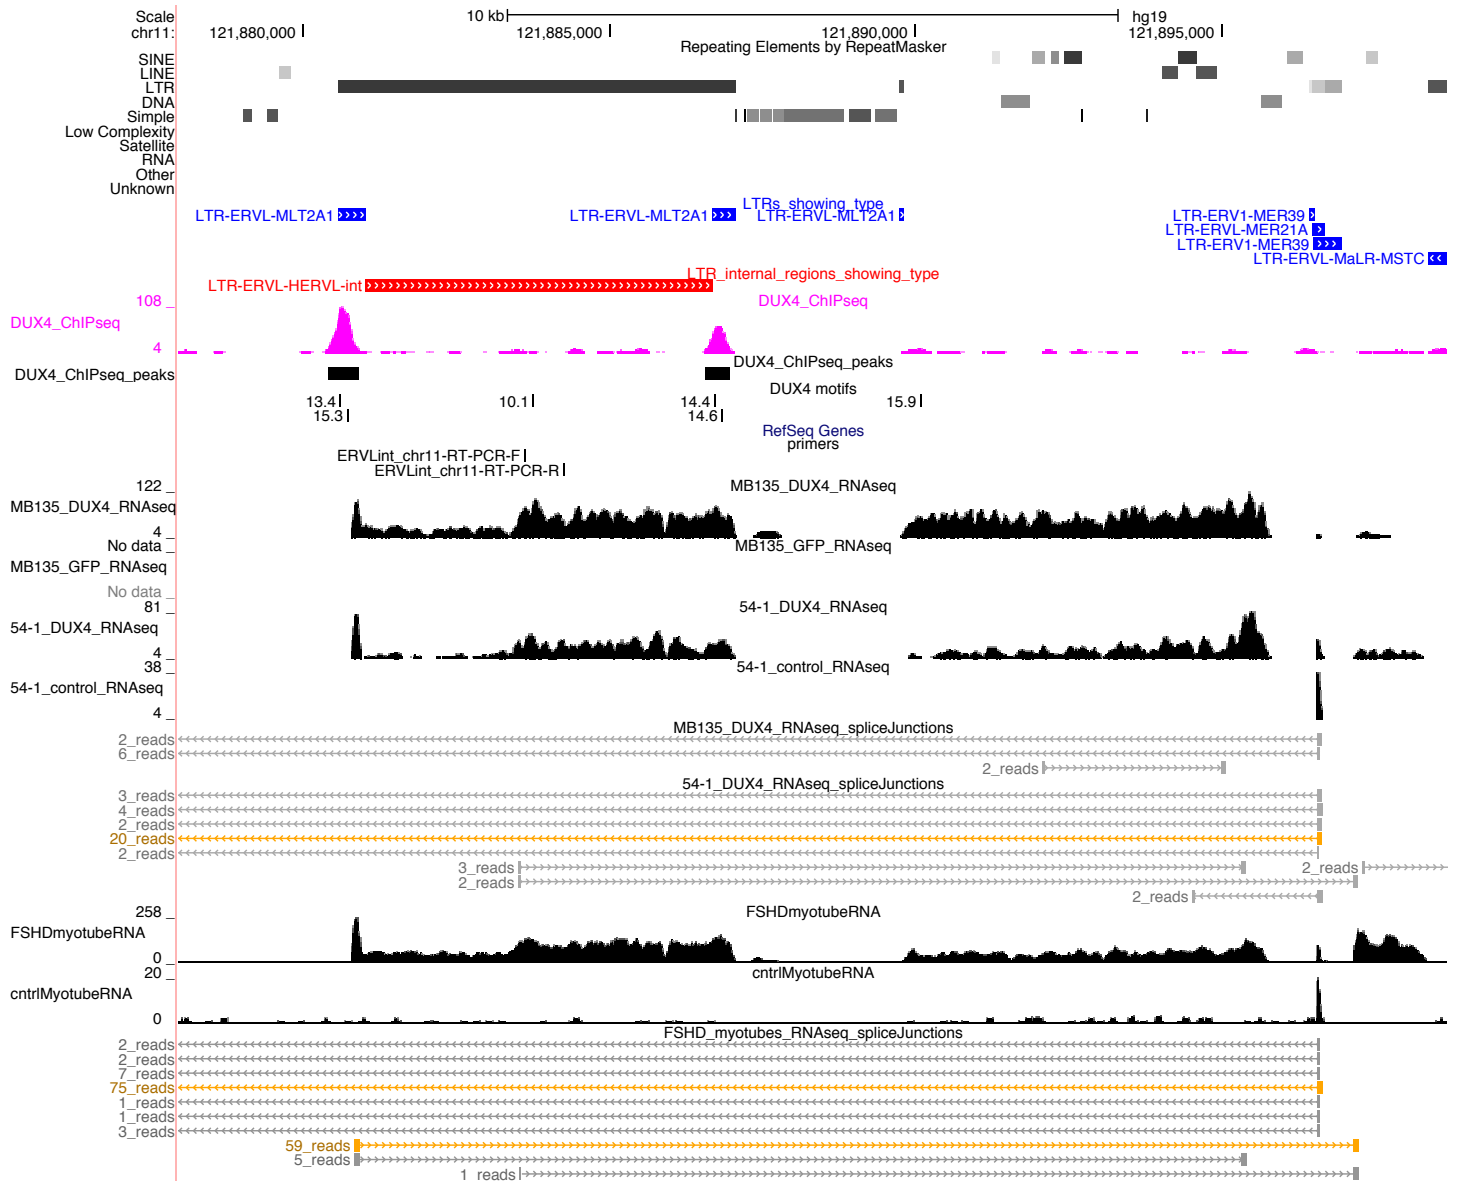 Scale 10 kb hg19
chr11: 121,880,000 121,885,000 121,890,000 121,895,000
Repeating Elements by RepeatMasker
SINE
LINE
LTR
DNA
Simple
Low Complexity
Satellite
RNA
Other
Unknown
LTRs_showing_type
LTR-ERVL-MLT2A1 LTR-ERVL-MLT2A1 LTR-ERVL-MLT2A1 LTR-ERV1-MER39
LTR-ERVL-MER21A
LTR-ERV1-MER39
LTR-ERVL-MaLR-MSTC
LTR_internal_regions_showing_type
LTR-ERVL-HERVL-int
108 _ DUX4_ChIPseq
DUX4_ChIPseq
4 _
DUX4_ChIPseq_peaks
DUX4_ChIPseq_peaks
DUX4 motifs
13.4 10.1 14.4 15.9
15.3 14.6
RefSeq Genes
primers
ERVLint_chr11-RT-PCR-F
ERVLint_chr11-RT-PCR-R
122 _ MB135_DUX4_RNAseq
MB135_DUX4_RNAseq
4 _
No data _ MB135_GFP_RNAseq
MB135_GFP_RNAseq
No data _
81 _ 54-1_DUX4_RNAseq
54-1_DUX4_RNAseq
4 _
38 _ 54-1_control_RNAseq
54-1_control_RNAseq
4 _
MB135_DUX4_RNAseq_spliceJunctions
2_reads
6_reads
2_reads
54-1_DUX4_RNAseq_spliceJunctions
3_reads
4_reads
2_reads
20_reads
2_reads
3_reads 2_reads
2_reads
2_reads
258 _ FSHDmyotubeRNA
FSHDmyotubeRNA
0 _
20 _ cntrlMyotubeRNA
cntrlMyotubeRNA
0 _
FSHD_myotubes_RNAseq_spliceJunctions
2_reads
2_reads
7_reads
75_reads
1_reads
1_reads
3_reads
59_reads
5_reads
1_reads